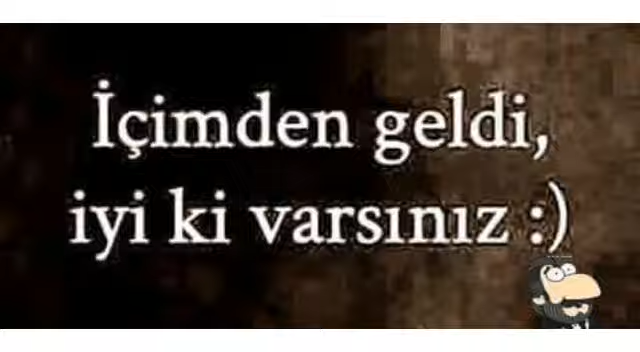 İçimden geldi,
iyi ki varsınız :)